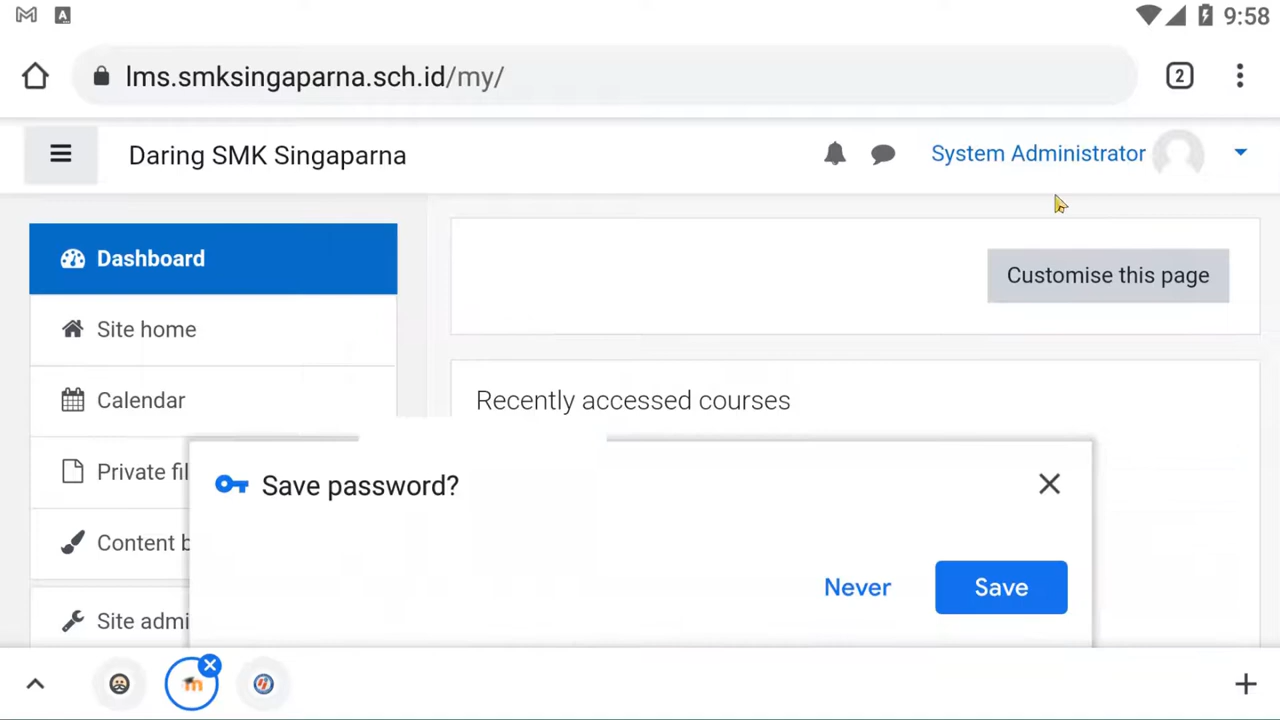 9:58
lms.smksingaparna.sch.id/my/
2
Daring SMK Singaparna
System Administrator
Dashboard
Customise this page
Site home
Calendar
Recently accessed courses
Private fil
Save password?
Content b
Never
Save
Site admi